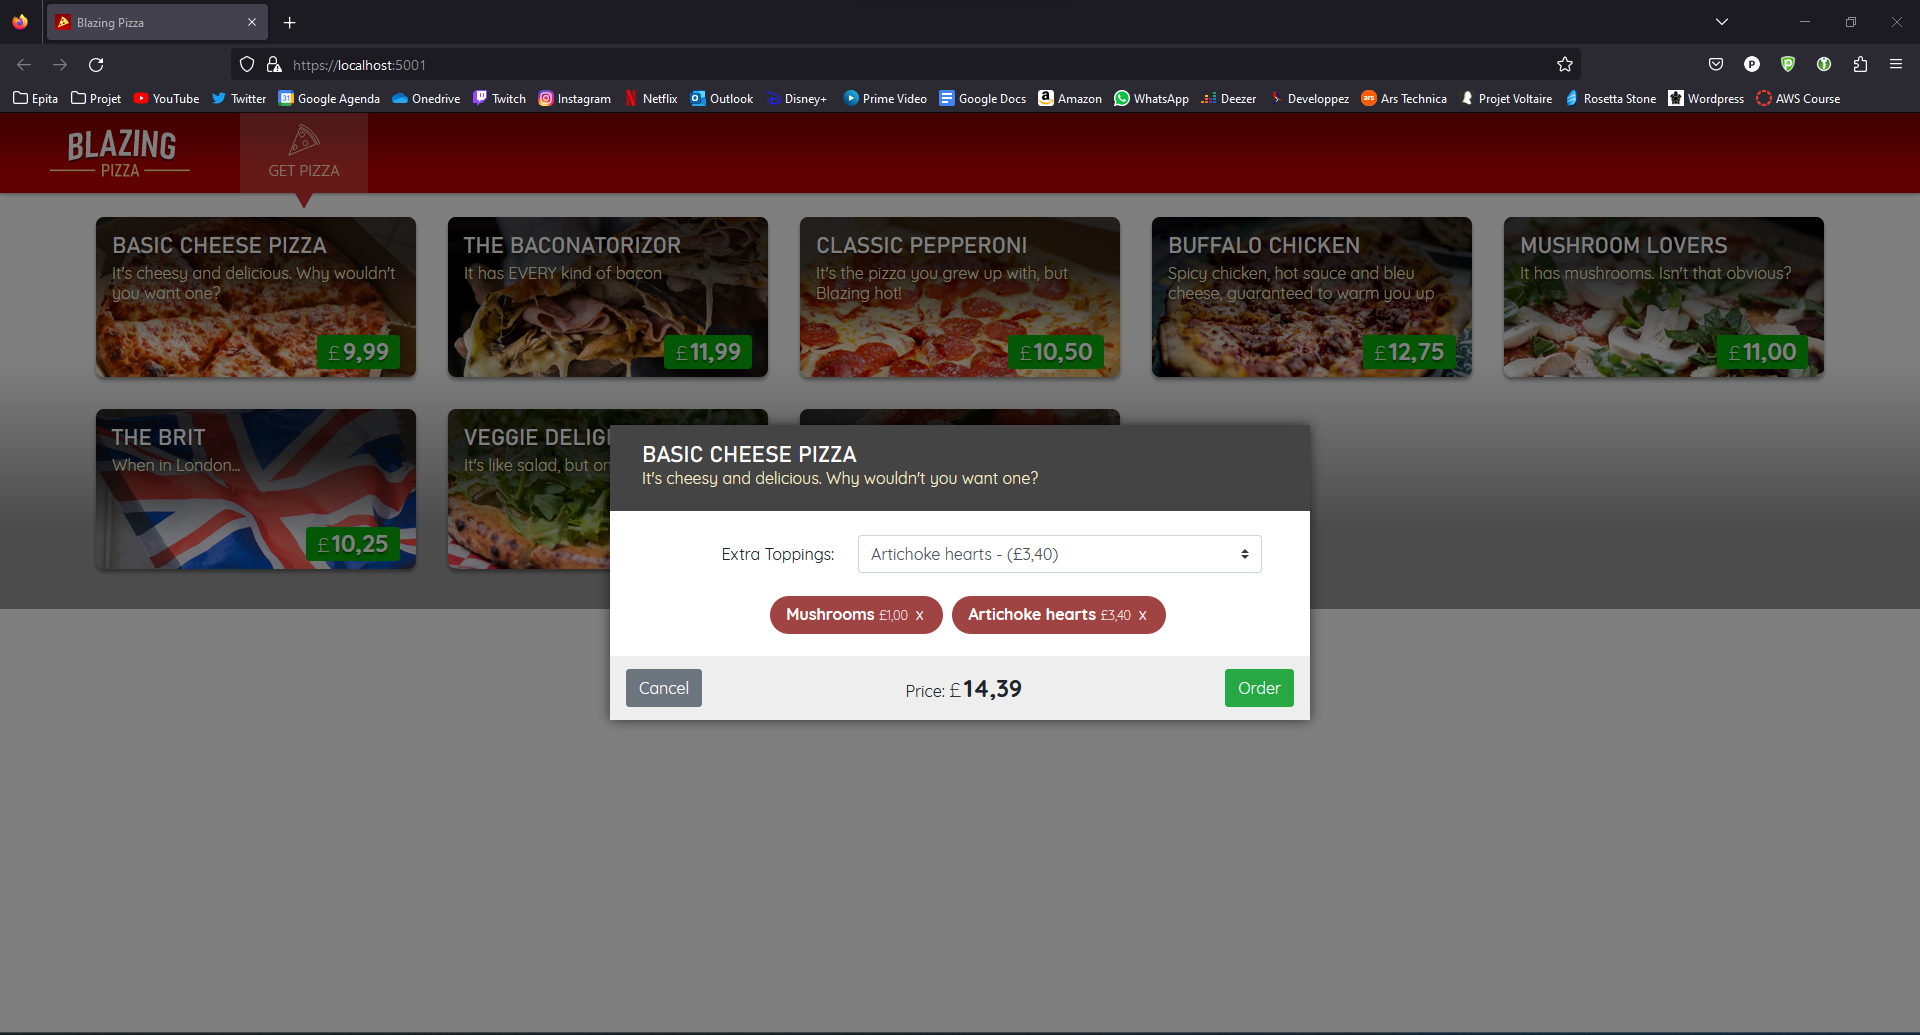 Blazing Pizza
https://localhost:5001
Epita Projet YouTube Twitter Google Agenda Onedrive Twitch Instagram Netflix Outlook Disney+ Prime Video Google Docs Amazon WhatsApp Deezer Developpez Ars Technica Projet Voltaire Rosetta Stone Wordpress AWS Course
BLAZING
PIZZA
GET PIZZA
BASIC CHEESE PIZZA
It's cheesy and delicious. Why wouldn't
you want one?
£9,99
THE BACONATORIZOR
It has EVERY kind of bacon
£11,99
CLASSIC PEPPERONI
It's the pizza you grew up with, but
Blazing hot!
£10,50
BUFFALO CHICKEN
Spicy chicken, hot sauce and bleu
cheese, guaranteed to warm you up
£12,75
MUSHROOM LOVERS
It has mushrooms. Isn't that obvious?
£11,00
THE BRIT
When in London...
£10,25
VEGGIE DELIG
It's like salad, but on
BASIC CHEESE PIZZA
It's cheesy and delicious. Why wouldn't you want one?
Extra Toppings: Artichoke hearts - (£3,40)
Mushrooms £1,00 x Artichoke hearts £3,40 x
Cancel Price: £14,39 Order